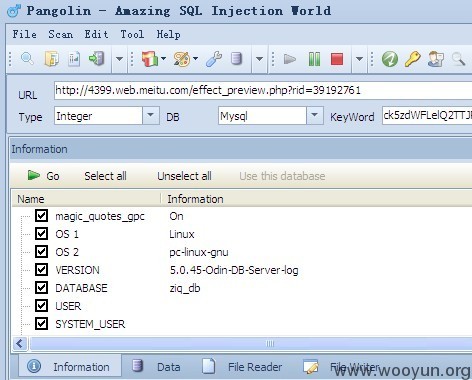 Pangolin - Amazing SQL Injection World
File Scan Edit Tool Help
URL http://4399.web.meitu.com/effect_preview.php?rid=39192761
Type Integer DB Mysql KeyWord ck5zdWFLelQ2TTJ
Information
Go Select all Unselect all Use this database
Name Information
magic_quotes_gpc On
OS 1 Linux
OS 2 pc-linux-gnu
VERSION 5.0.45-Odin-DB-Server-log
DATABASE ziq_db
USER
SYSTEM_USER
Information Data File Reader File Writer
www.wooyun.org